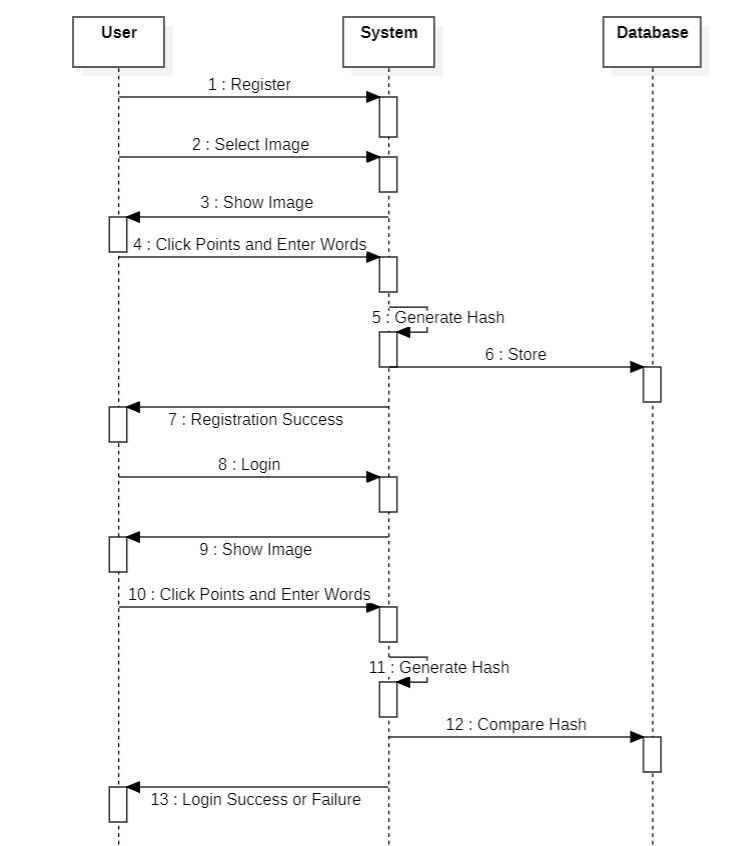 User
System
Database
1 : Register
2 : Select Image
3 : Show Image
4 : Click Points and Enter Words
5 : Generate Hash
6 : Store
7 : Registration Success
8 : Login
9 : Show Image
10 : Click Points and Enter Words
11 : Generate Hash
12 : Compare Hash
13 : Login Success or Failure